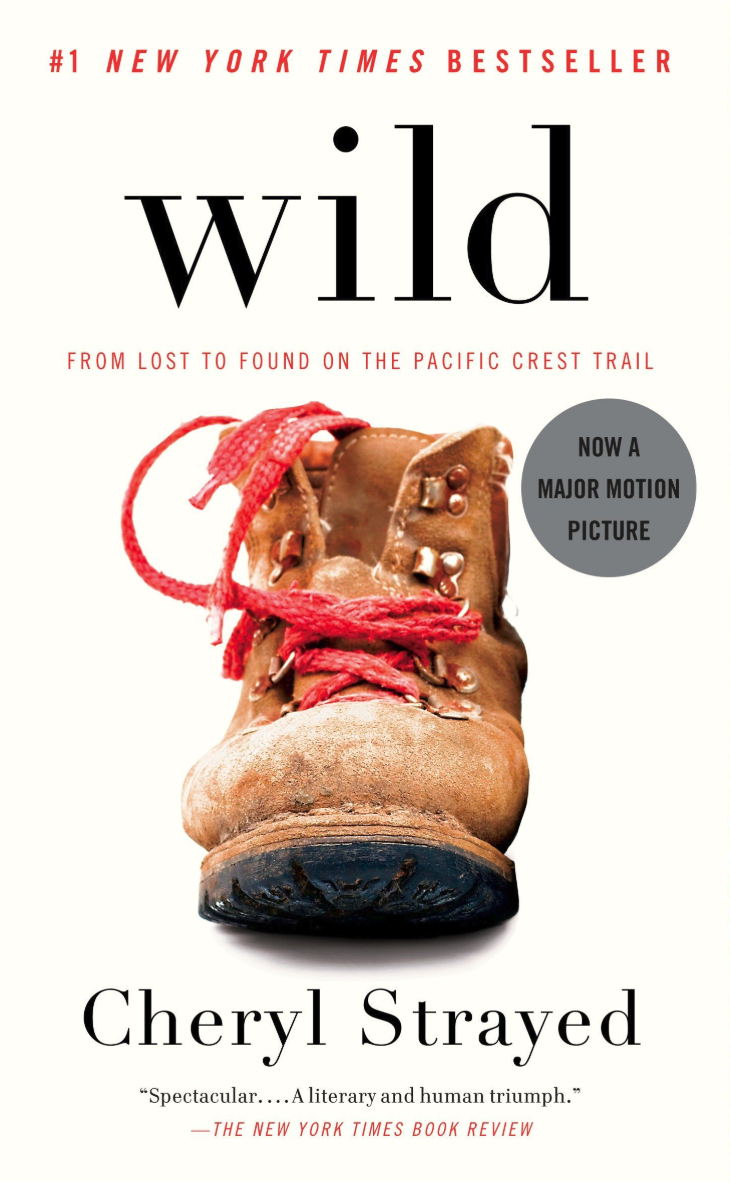 #1 NEW YORK TIMES BESTSELLER
wild
FROM LOST TO FOUND ON THE PACIFIC CREST TRAIL
NOW A
MAJOR MOTION
PICTURE
Cheryl Strayed
“Spectacular. . . . A literary and human triumph.”
—THE NEW YORK TIMES BOOK REVIEW